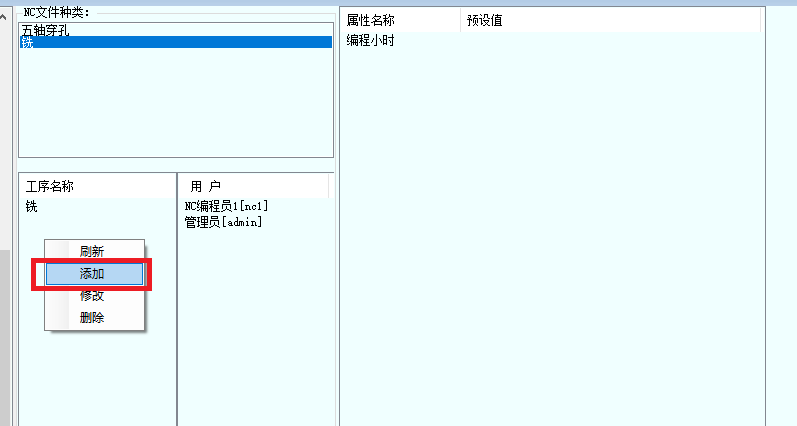 NC文件种类：
五轴穿孔
铣
属性名称 预设值
编程小时
工序名称
铣
用 户
NC编程员1[nc1]
管理员[admin]
刷新
添加
修改
删除